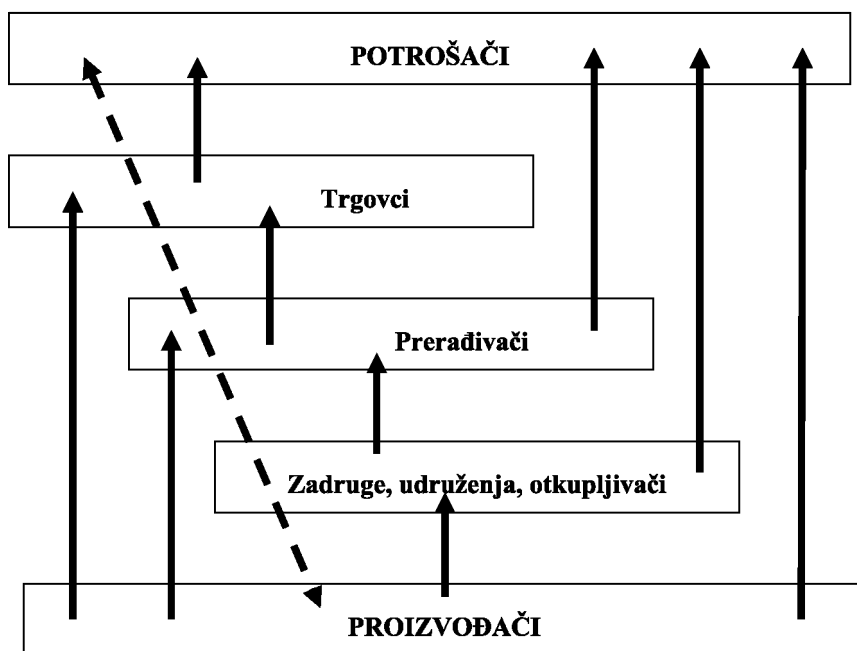 POTROŠAČI
Trgovci
Prerađivači
Zadruge, udruženja, otkupljivači
PROIZVOĐAČI